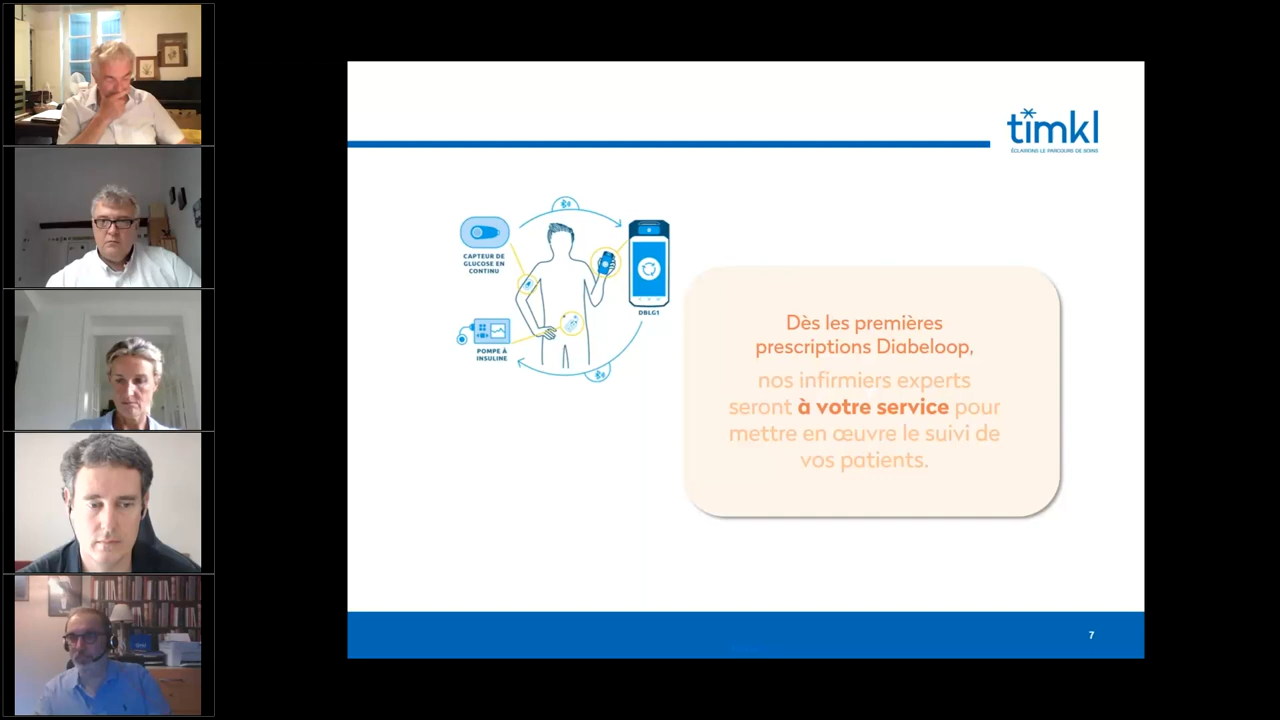 timkl
ÉCLAIRONS LE PARCOURS DE SOINS
CAPTEUR DE
GLUCOSE EN
CONTINU
DBLG1
POMPE À
INSULINE
Dès les premières
prescriptions Diabeloop,
nos infirmiers experts
seront à votre service pour
mettre en œuvre le suivi de
vos patients.
7